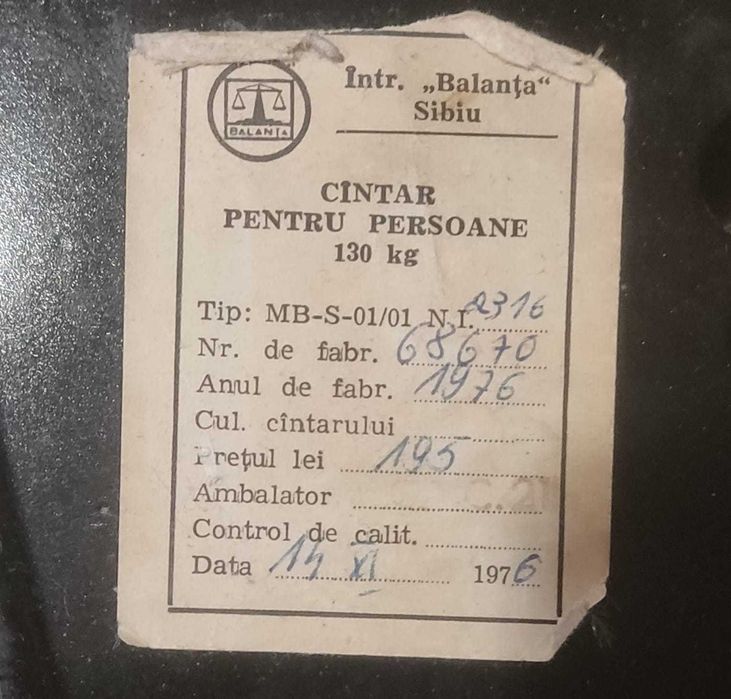 BALANȚA
Într. „Balanța“
Sibiu
CÎNTAR
PENTRU PERSOANE
130 kg
Tip: MB-S-01/01 N.I. 2316
Nr. de fabr. 68670
Anul de fabr. 1976
Cul. cîntarului
Prețul lei 195
Ambalator
Control de calit.
Data 14 XI 1976